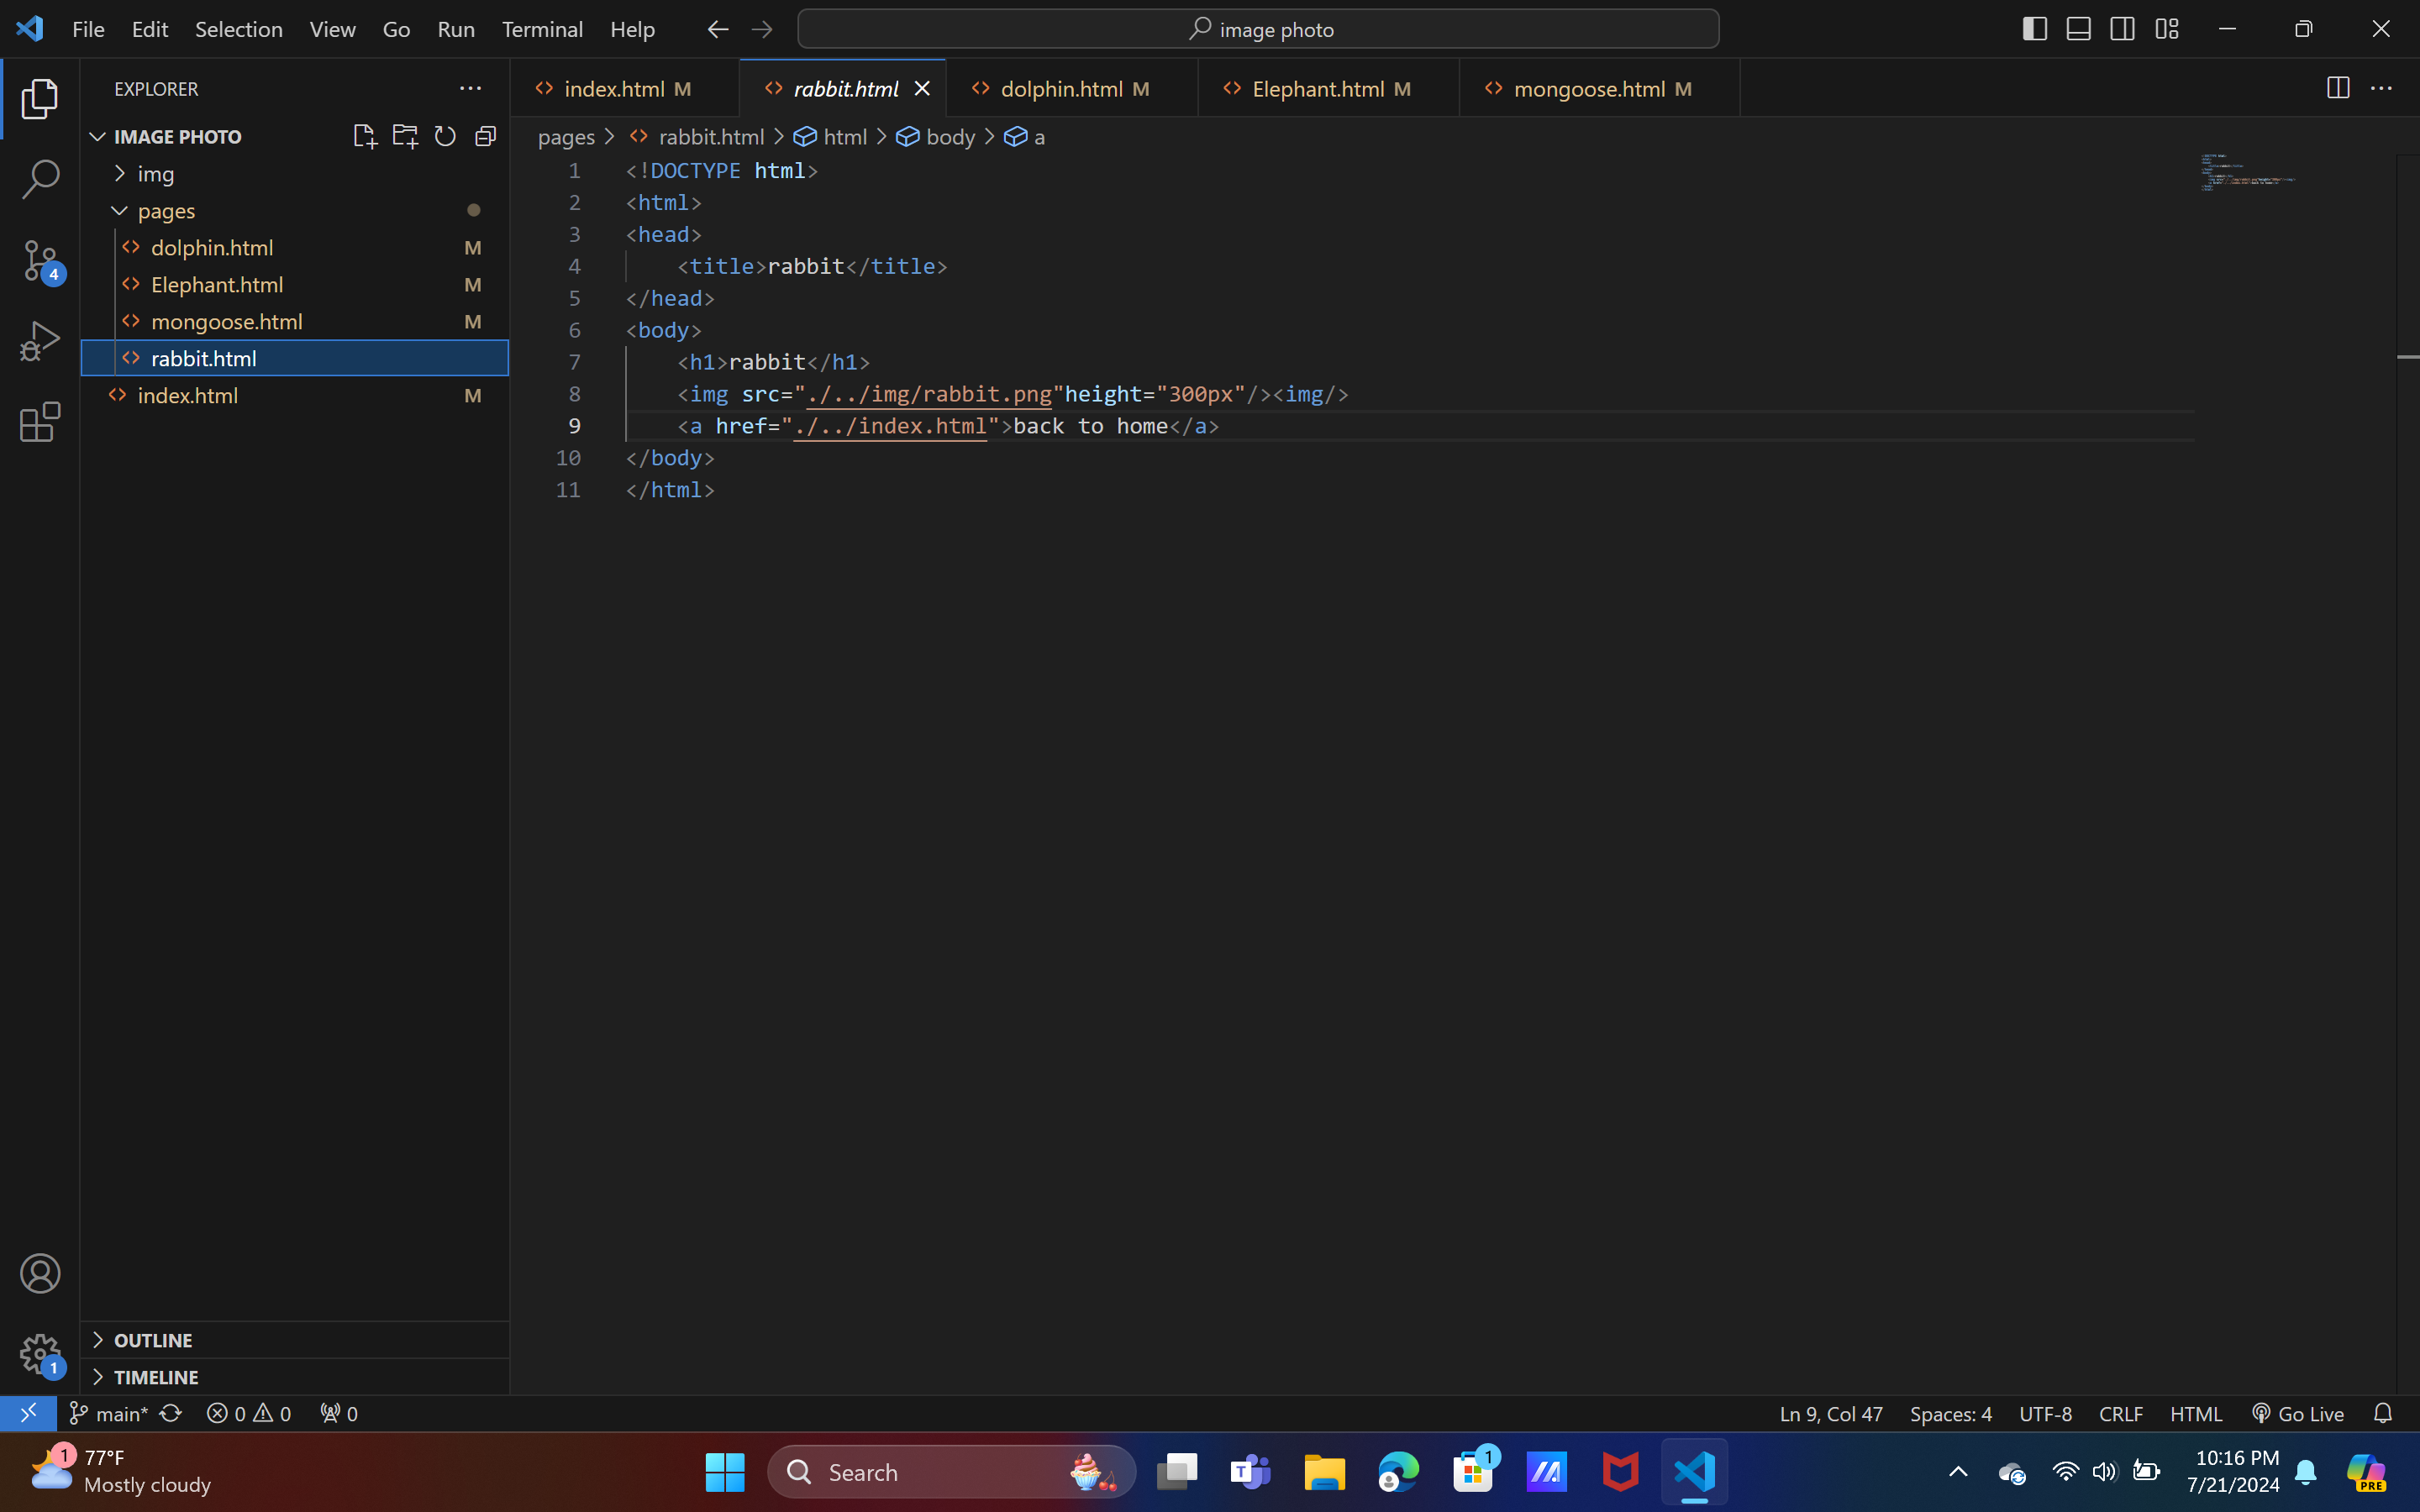 File Edit Selection View Go Run Terminal Help image photo
EXPLORER
IMAGE PHOTO
img
pages
dolphin.html M
Elephant.html M
mongoose.html M
rabbit.html
index.html M
index.html M rabbit.html dolphin.html M Elephant.html M mongoose.html M
pages > rabbit.html > html > body > a
1 <!DOCTYPE html>
2 <html>
3 <head>
4 <title>rabbit</title>
5 </head>
6 <body>
7 <h1>rabbit</h1>
8 <img src="./../img/rabbit.png"height="300px"/><img/>
9 <a href="./../index.html">back to home</a>
10 </body>
11 </html>
4
1
OUTLINE
TIMELINE
main* 0 0 0
Ln 9, Col 47 Spaces: 4 UTF-8 CRLF HTML Go Live
1
77°F
Mostly cloudy
Search
T
1
10:16 PM
7/21/2024
PRE